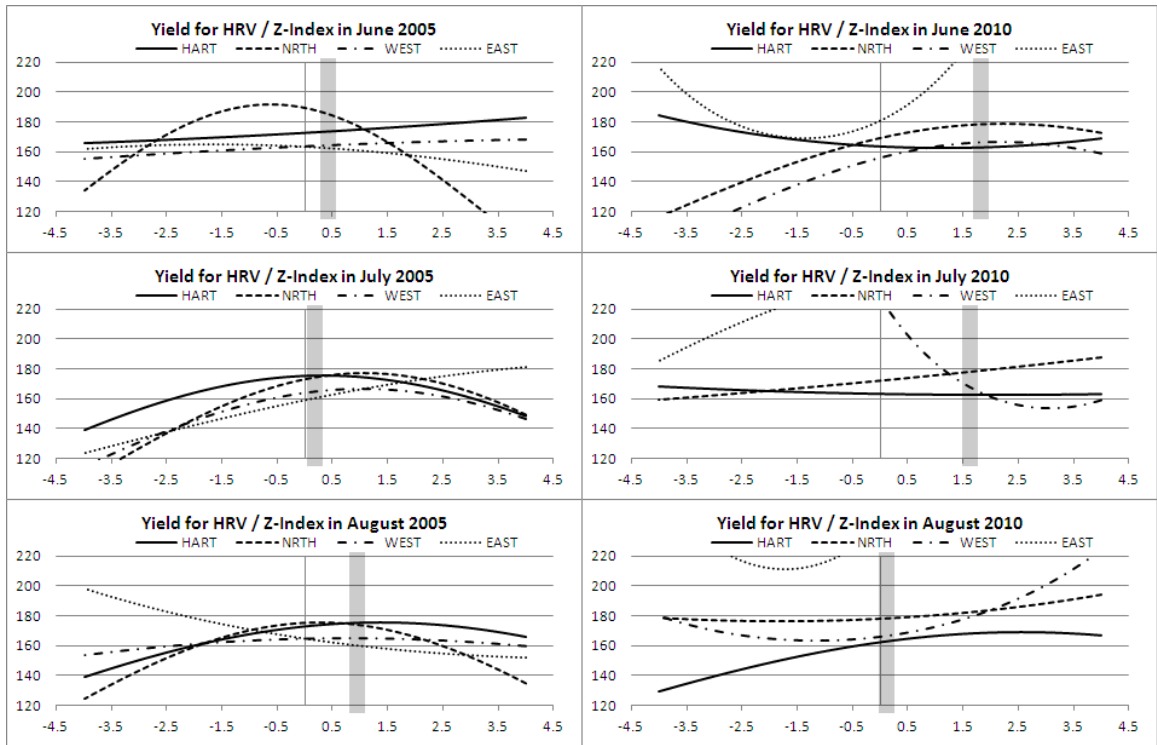 Yield for HRV / Z-Index in June 2005
HART NRTH WEST EAST
220
200
180
160
140
120
-4.5 -3.5 -2.5 -1.5 -0.5 0.5 1.5 2.5 3.5 4.5
Yield for HRV / Z-Index in June 2010
HART NRTH WEST EAST
220
200
180
160
140
120
-4.5 -3.5 -2.5 -1.5 -0.5 0.5 1.5 2.5 3.5 4.5
Yield for HRV / Z-Index in July 2005
HART NRTH WEST EAST
220
200
180
160
140
120
-4.5 -3.5 -2.5 -1.5 -0.5 0.5 1.5 2.5 3.5 4.5
Yield for HRV / Z-Index in July 2010
HART NRTH WEST EAST
220
200
180
160
140
120
-4.5 -3.5 -2.5 -1.5 -0.5 0.5 1.5 2.5 3.5 4.5
Yield for HRV / Z-Index in August 2005
HART NRTH WEST EAST
220
200
180
160
140
120
-4.5 -3.5 -2.5 -1.5 -0.5 0.5 1.5 2.5 3.5 4.5
Yield for HRV / Z-Index in August 2010
HART NRTH WEST EAST
220
200
180
160
140
120
-4.5 -3.5 -2.5 -1.5 -0.5 0.5 1.5 2.5 3.5 4.5